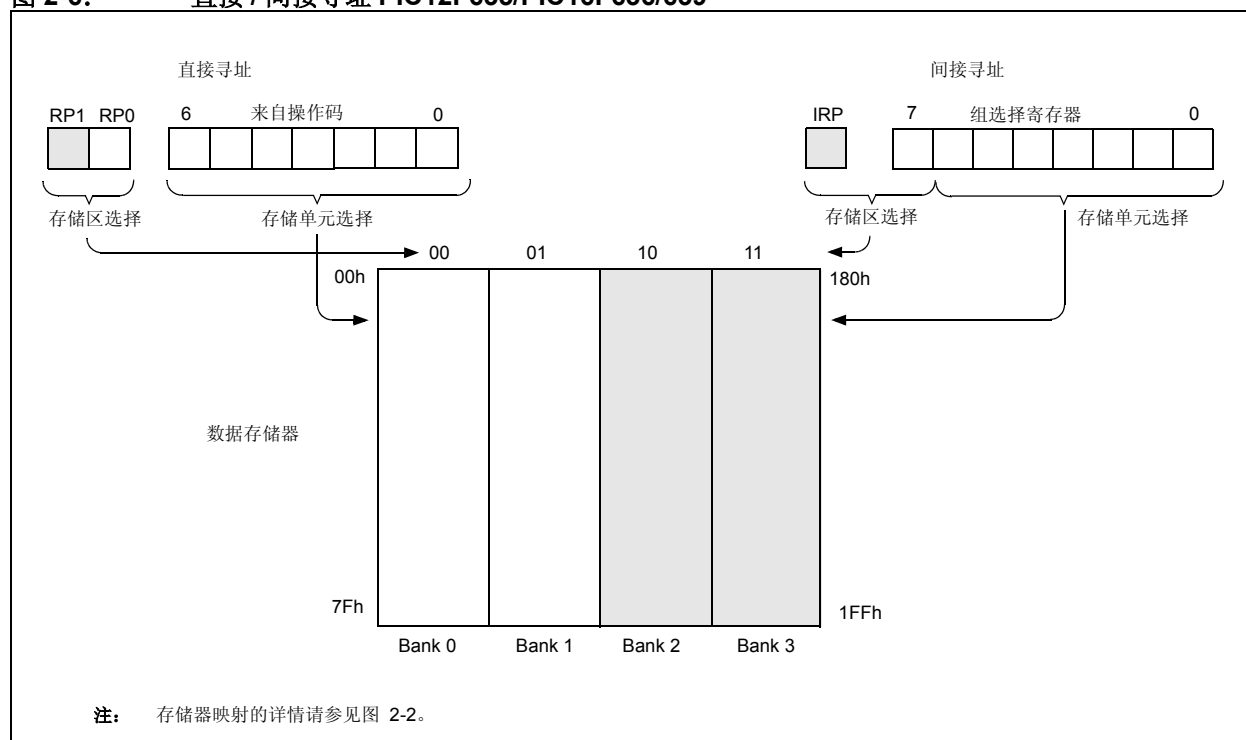 直接寻址
间接寻址
RP1 RP0 6 来自操作码 0
IRP 7 组选择寄存器 0
存储区选择 存储单元选择
存储区选择 存储单元选择
00 01 10 11
00h 180h
数据存储器
7Fh 1FFh
Bank 0 Bank 1 Bank 2 Bank 3
注: 存储器映射的详情请参见图 2-2。